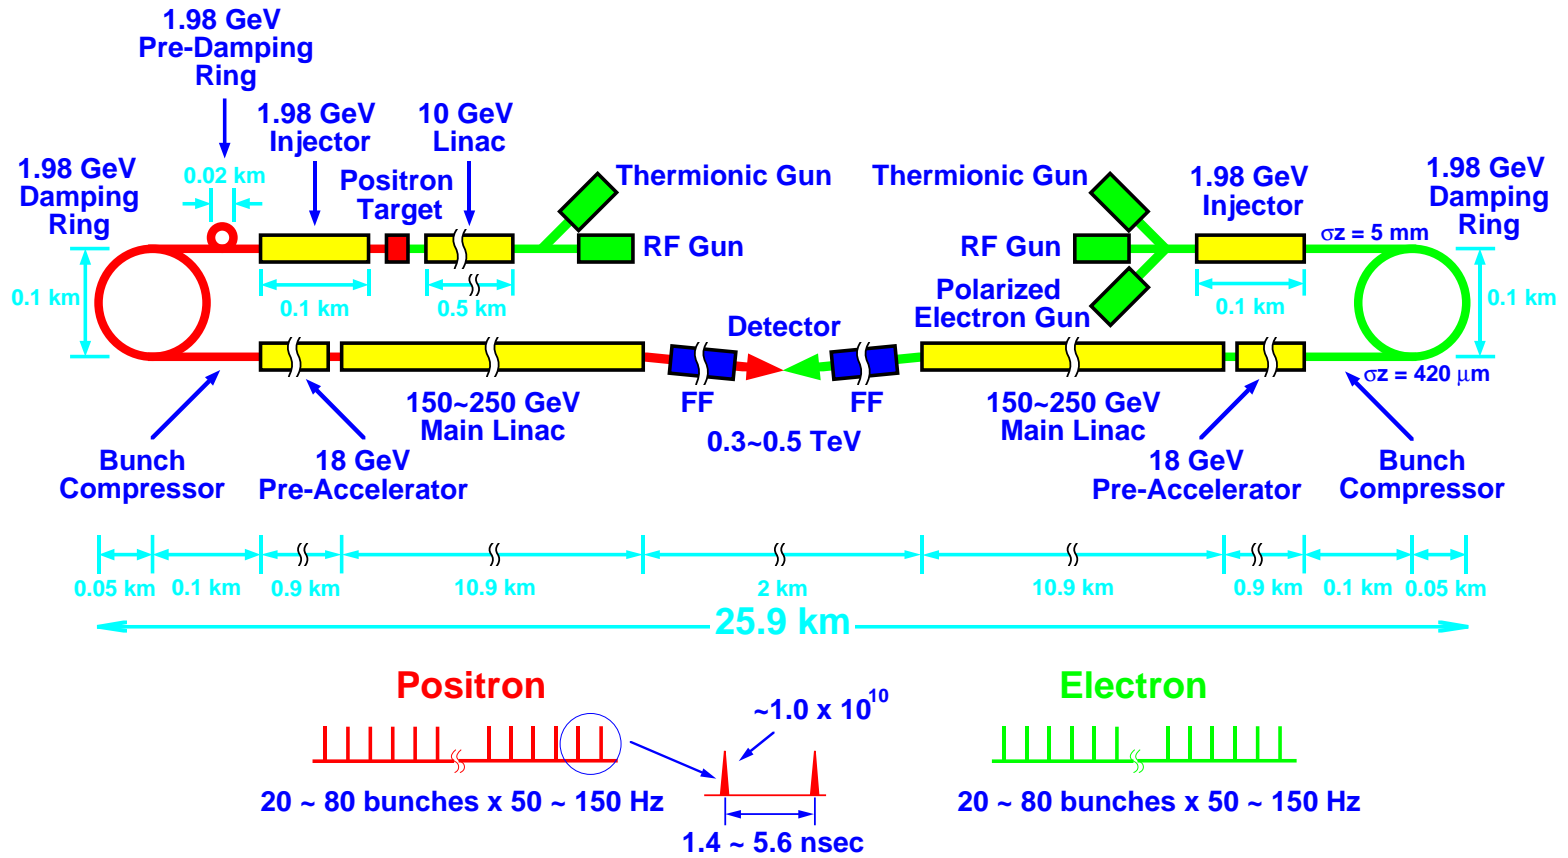 1.98 GeV
Pre-Damping
Ring
1.98 GeV
Injector
10 GeV
Linac
1.98 GeV
Damping
Ring
0.02 km
Positron
Target
Thermionic Gun
RF Gun
0.1 km
0.1 km
0.5 km
Thermionic Gun
RF Gun
Polarized
Electron Gun
1.98 GeV
Injector
1.98 GeV
Damping
Ring
σz = 5 mm
0.1 km
0.1 km
σz = 420 μm
Detector
FF
FF
0.3~0.5 TeV
150~250 GeV
Main Linac
150~250 GeV
Main Linac
Bunch
Compressor
18 GeV
Pre-Accelerator
18 GeV
Pre-Accelerator
Bunch
Compressor
0.05 km 0.1 km 0.9 km 10.9 km 2 km 10.9 km 0.9 km 0.1 km 0.05 km
25.9 km
Positron
Electron
~1.0 x 10^10
20 ~ 80 bunches x 50 ~ 150 Hz
20 ~ 80 bunches x 50 ~ 150 Hz
1.4 ~ 5.6 nsec